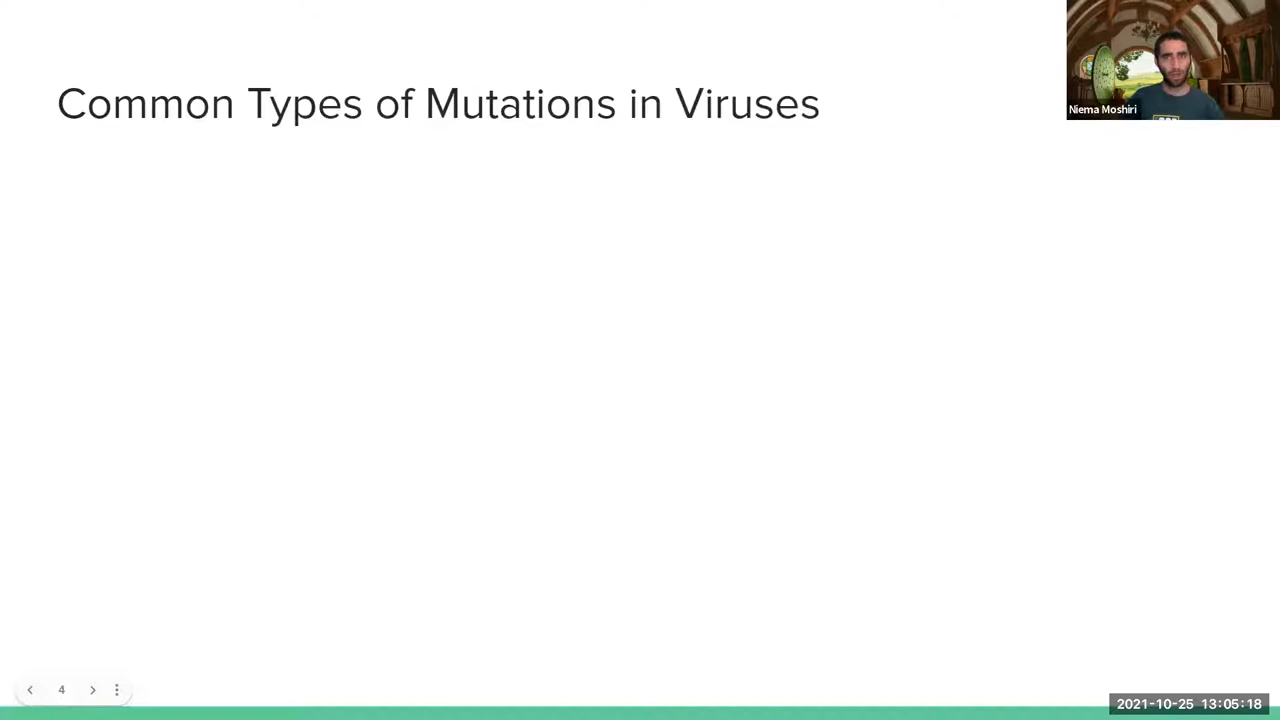 Common Types of Mutations in Viruses
Niema Moshiri
4
2021-10-25 13:05:18